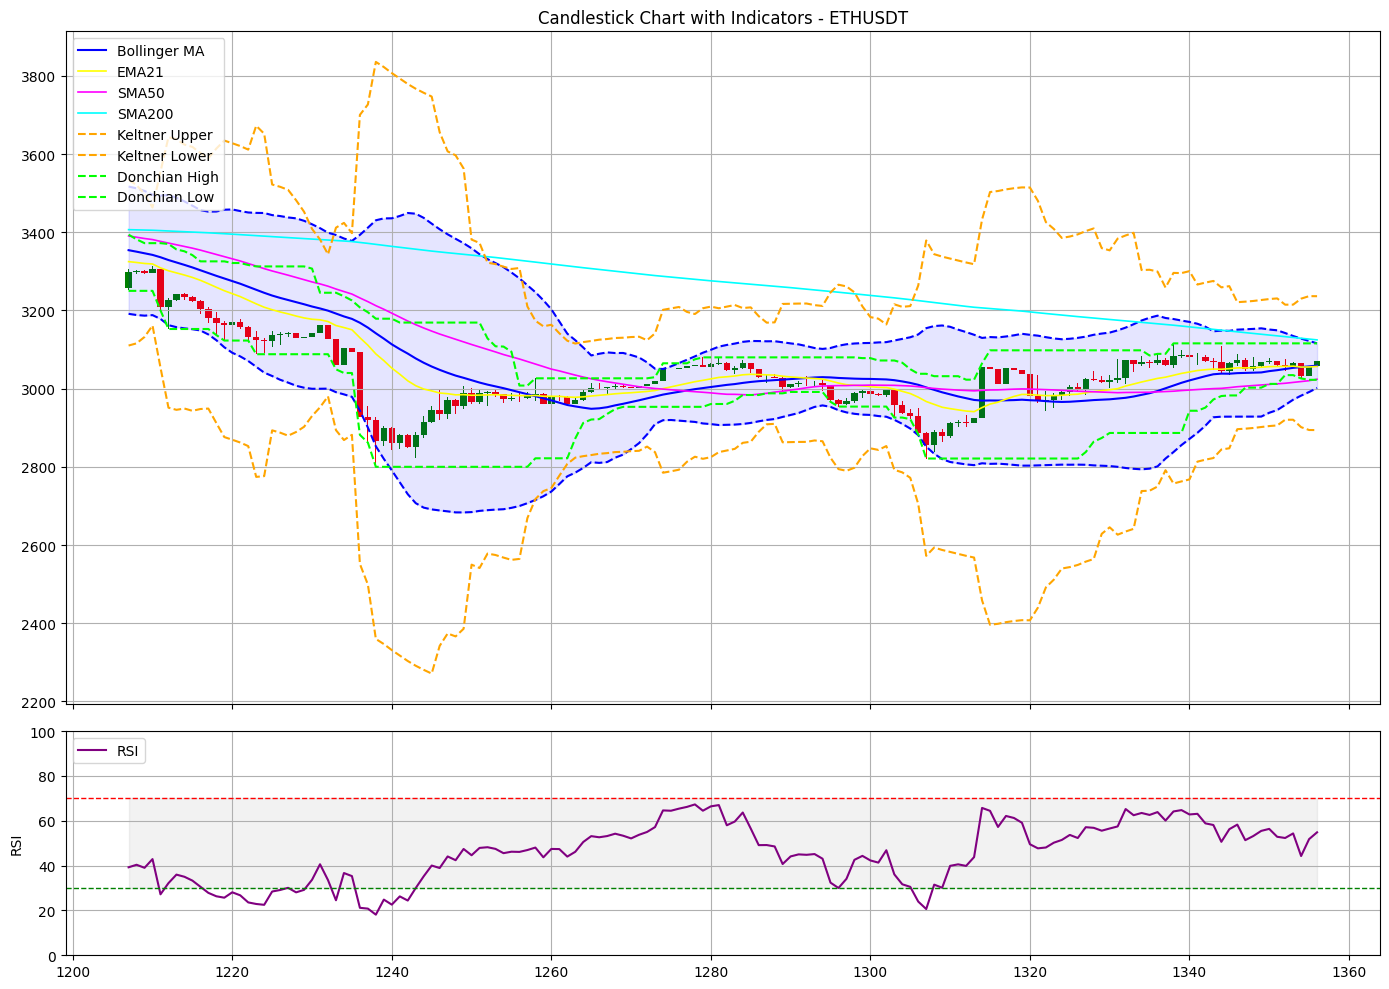 Candlestick Chart with Indicators - ETHUSDT
Bollinger MA
EMA21
SMA50
SMA200
Keltner Upper
Keltner Lower
Donchian High
Donchian Low
3800
3600
3400
3200
3000
2800
2600
2400
2200
RSI
100
80
60
40
20
0
RSI
1200
1220
1240
1260
1280
1300
1320
1340
1360